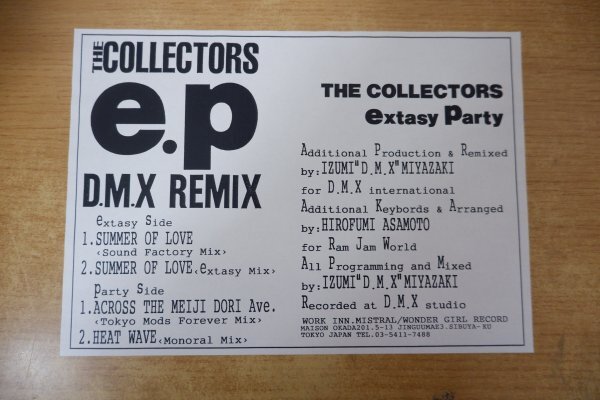 THE COLLECTORS
e.p
D.M.X REMIX
extasy Side
1.SUMMER OF LOVE
‹Sound Factory Mix›
2.SUMMER OF LOVE‹extasy Mix›
Party Side
1.ACROSS THE MEIJI DORI Ave.
‹Tokyo Mods Forever Mix›
2.HEAT WAVE‹Monoral Mix›
THE COLLECTORS
extasy Party
Additional Production & Remixed
by:IZUMI"D.M.X"MIYAZAKI
for D.M.X international
Additional Keybords & Arranged
by:HIROFUMI ASAMOTO
for Ram Jam World
All Programming and Mixed
by:IZUMI"D.M.X"MIYAZAKI
Recorded at D.M.X studio
WORK INN.MISTRAL/WONDER GIRL RECORD
MAISON OKADA201.5-13 JINGUUMAE3.SIBUYA-KU
TOKYO JAPAN TEL.03-5411-7488